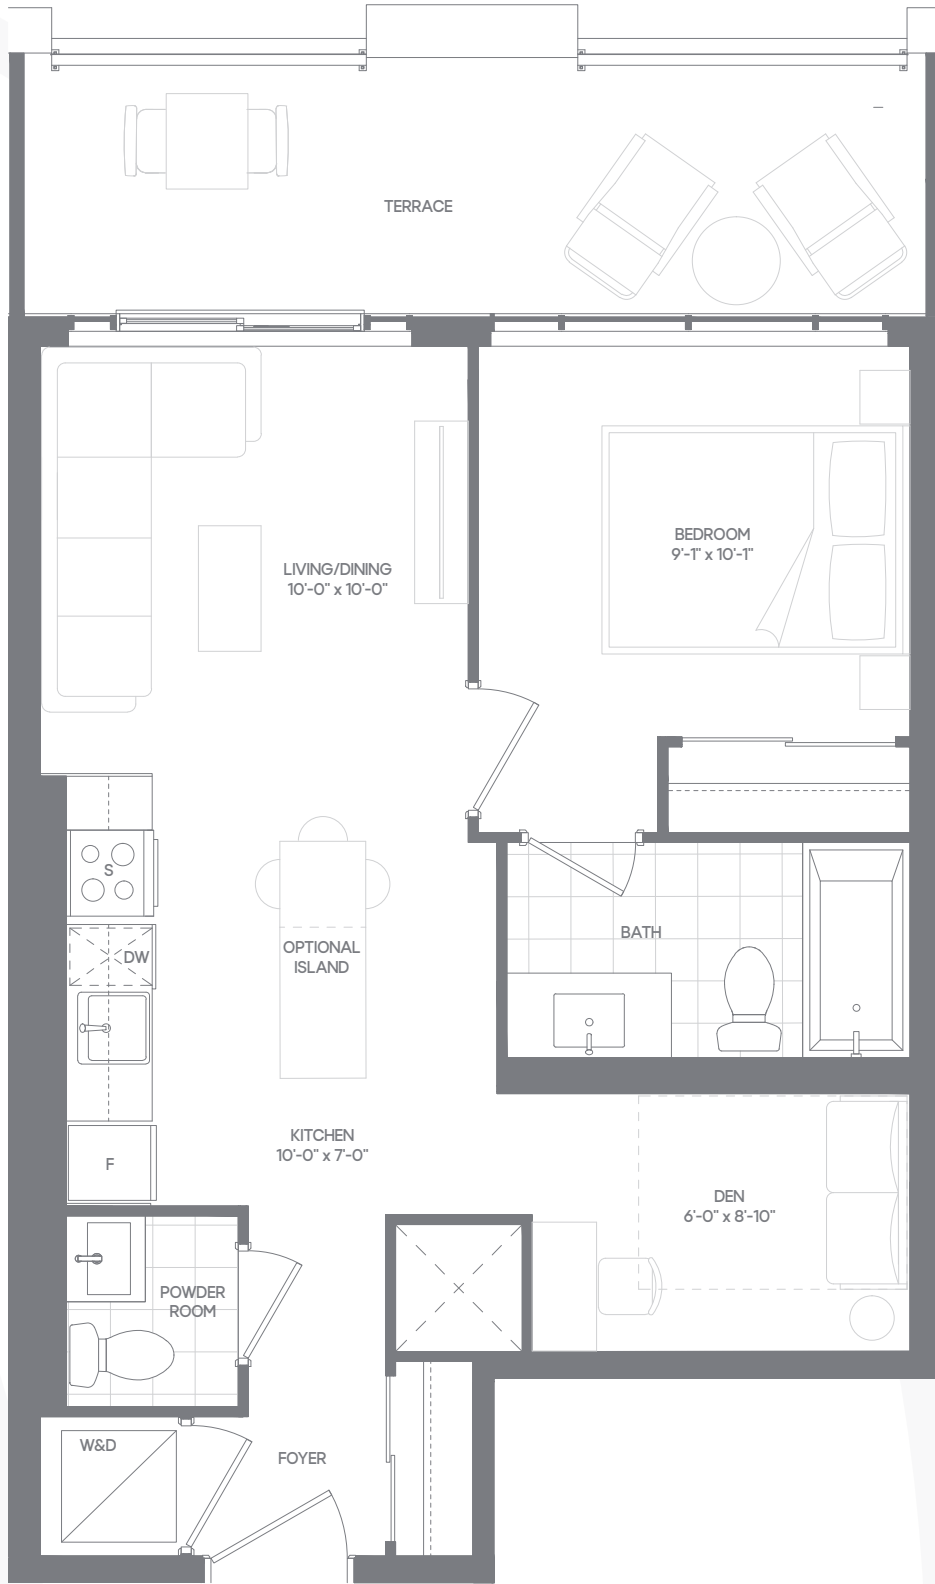 TERRACE
LIVING/DINING
10'-0" x 10'-0"
BEDROOM
9'-1" x 10'-1"
S
DW
OPTIONAL
ISLAND
BATH
KITCHEN
10'-0" x 7'-0"
F
DEN
6'-0" x 8'-10"
POWDER
ROOM
W&D
FOYER